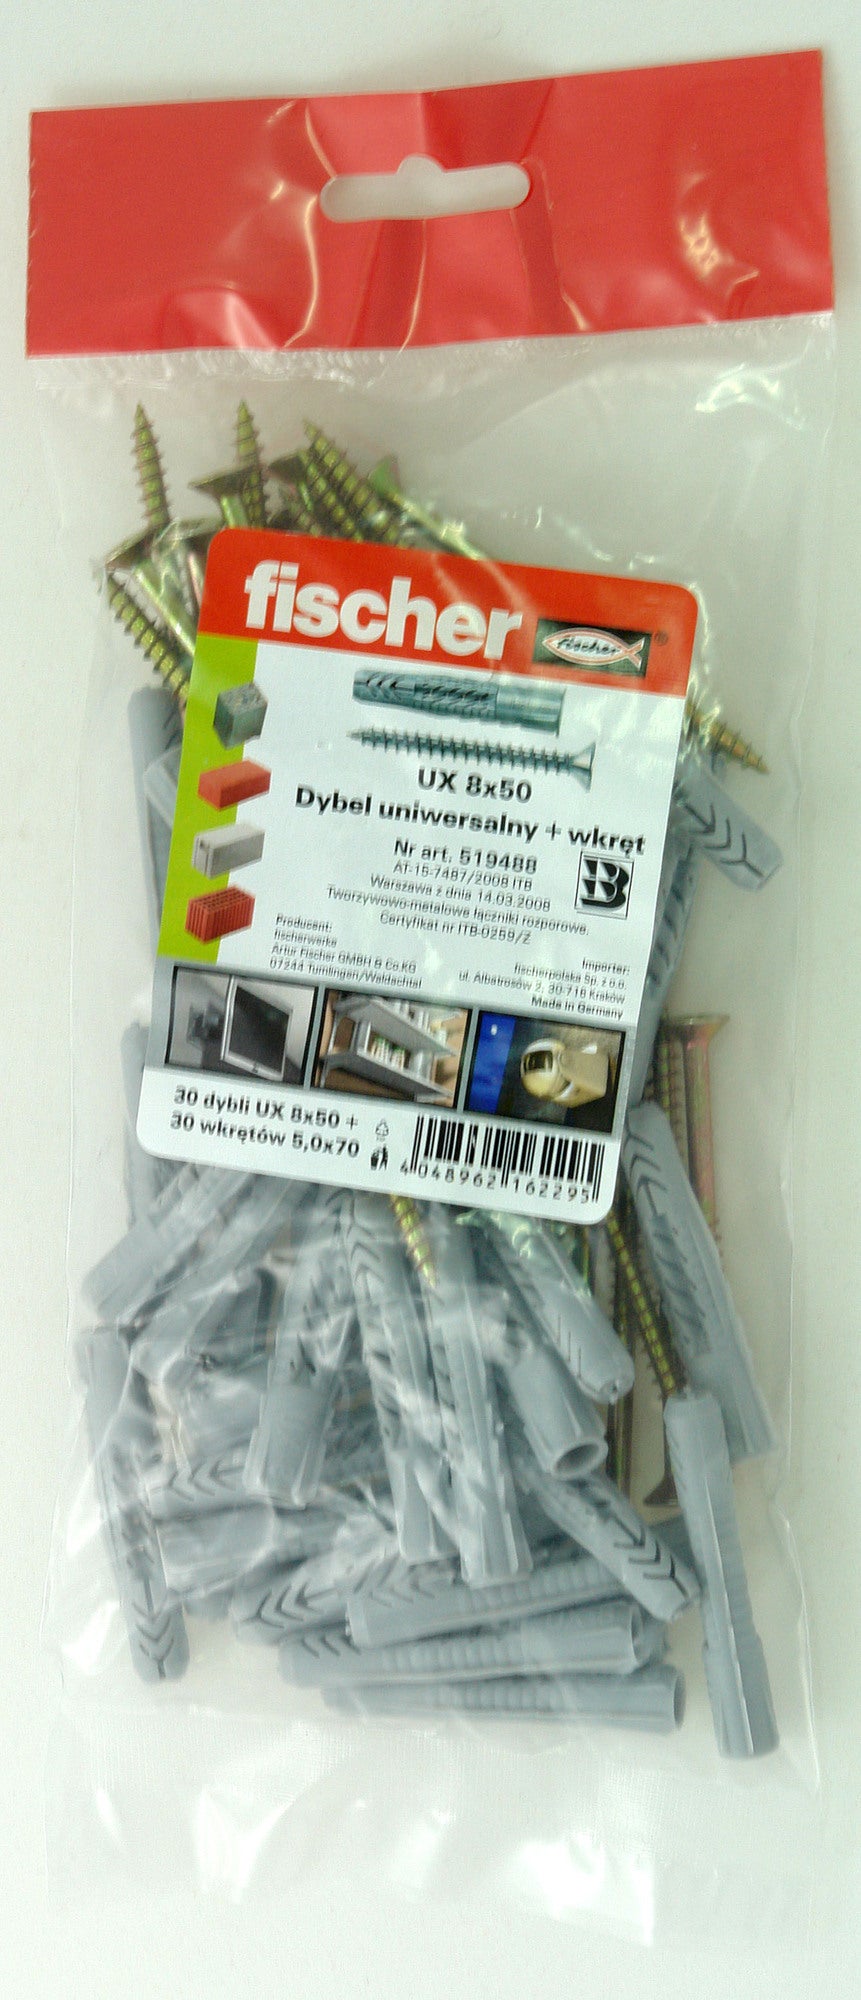 fischer
fischer
®
UX 8x50
Dybel uniwersalny + wkręt
Nr art. 519488
AT-15-7487/2008 ITB
Warszawa z dnia 14.03.2008
Tworzywowo-metalowe łączniki rozporowe.
Certyfikat nr ITB-0259/Z
Producent:
fischerwerke
Artur Fischer GMBH & Co.KG
07244 Tumlingen/Waldachtal
Importer:
fischerpolska Sp. z o.o.
ul. Albatrosów 2, 30-716 Kraków
Made in Germany
30 dybli UX 8x50 +
30 wkrętów 5,0x70
4 048962 162295